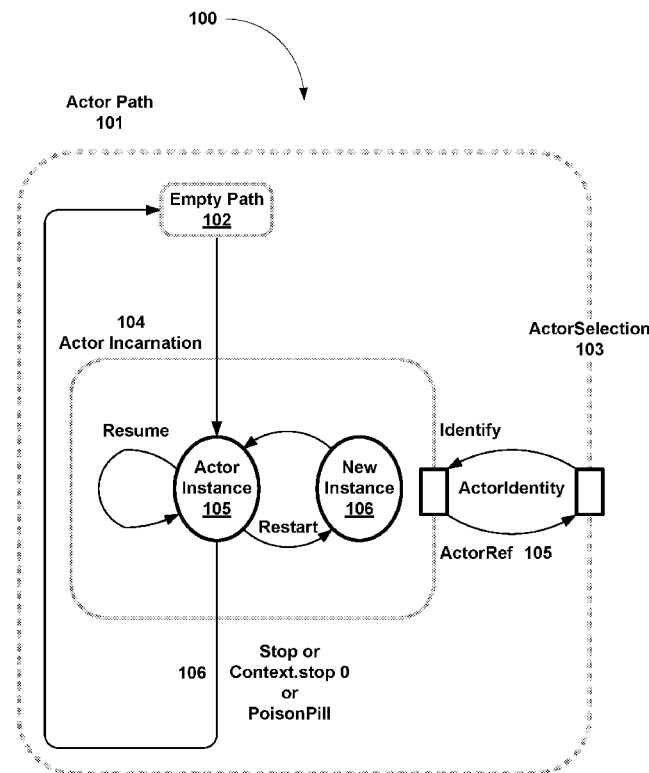 100
Actor Path
101
Empty Path
102
104
Actor Incarnation
ActorSelection
103
Resume
Identify
Actor
Instance
105
New
Instance
106
ActorIdentity
Restart
ActorRef 105
106
Stop or
Context.stop 0
or
PoisonPill